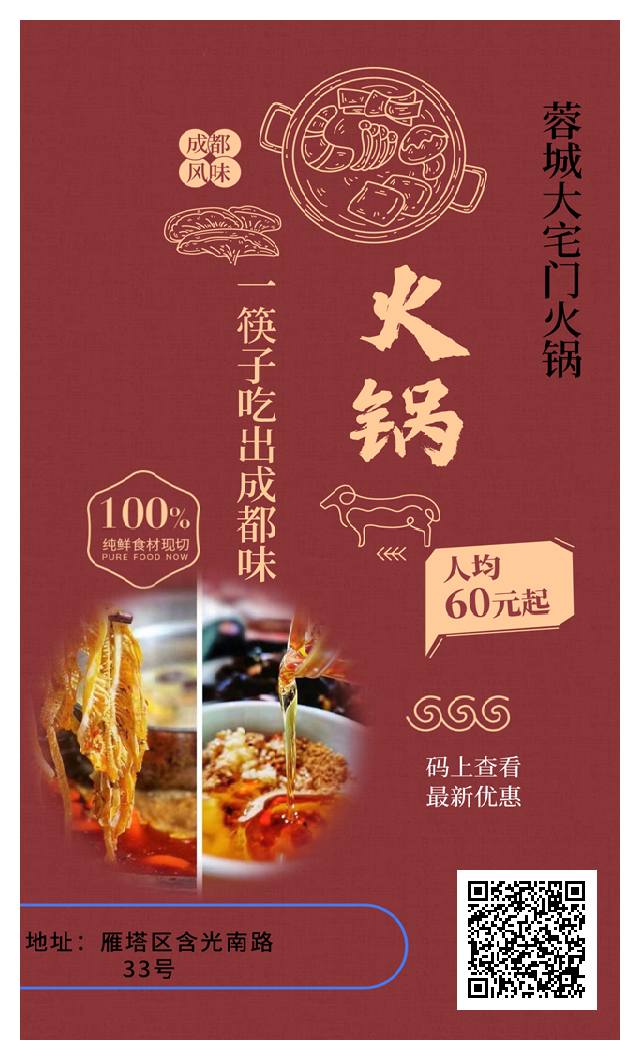 蓉城大宅门火锅
成都
风味
火锅
一筷子吃出成都味
100%
纯鲜食材现切
PURE FOOD NOW
人均
60元起
码上查看
最新优惠
地址：雁塔区含光南路
33号